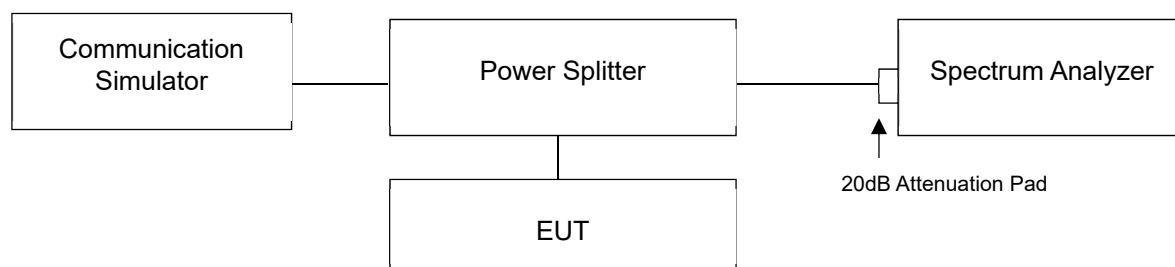 Communication
Simulator
Power Splitter
Spectrum Analyzer
20dB Attenuation Pad
EUT